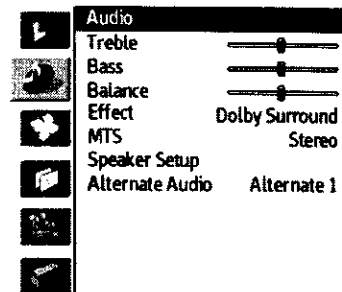 Audio
Treble
Bass
Balance
Effect Dolby Surround
MTS Stereo
Speaker Setup
Alternate Audio Alternate 1